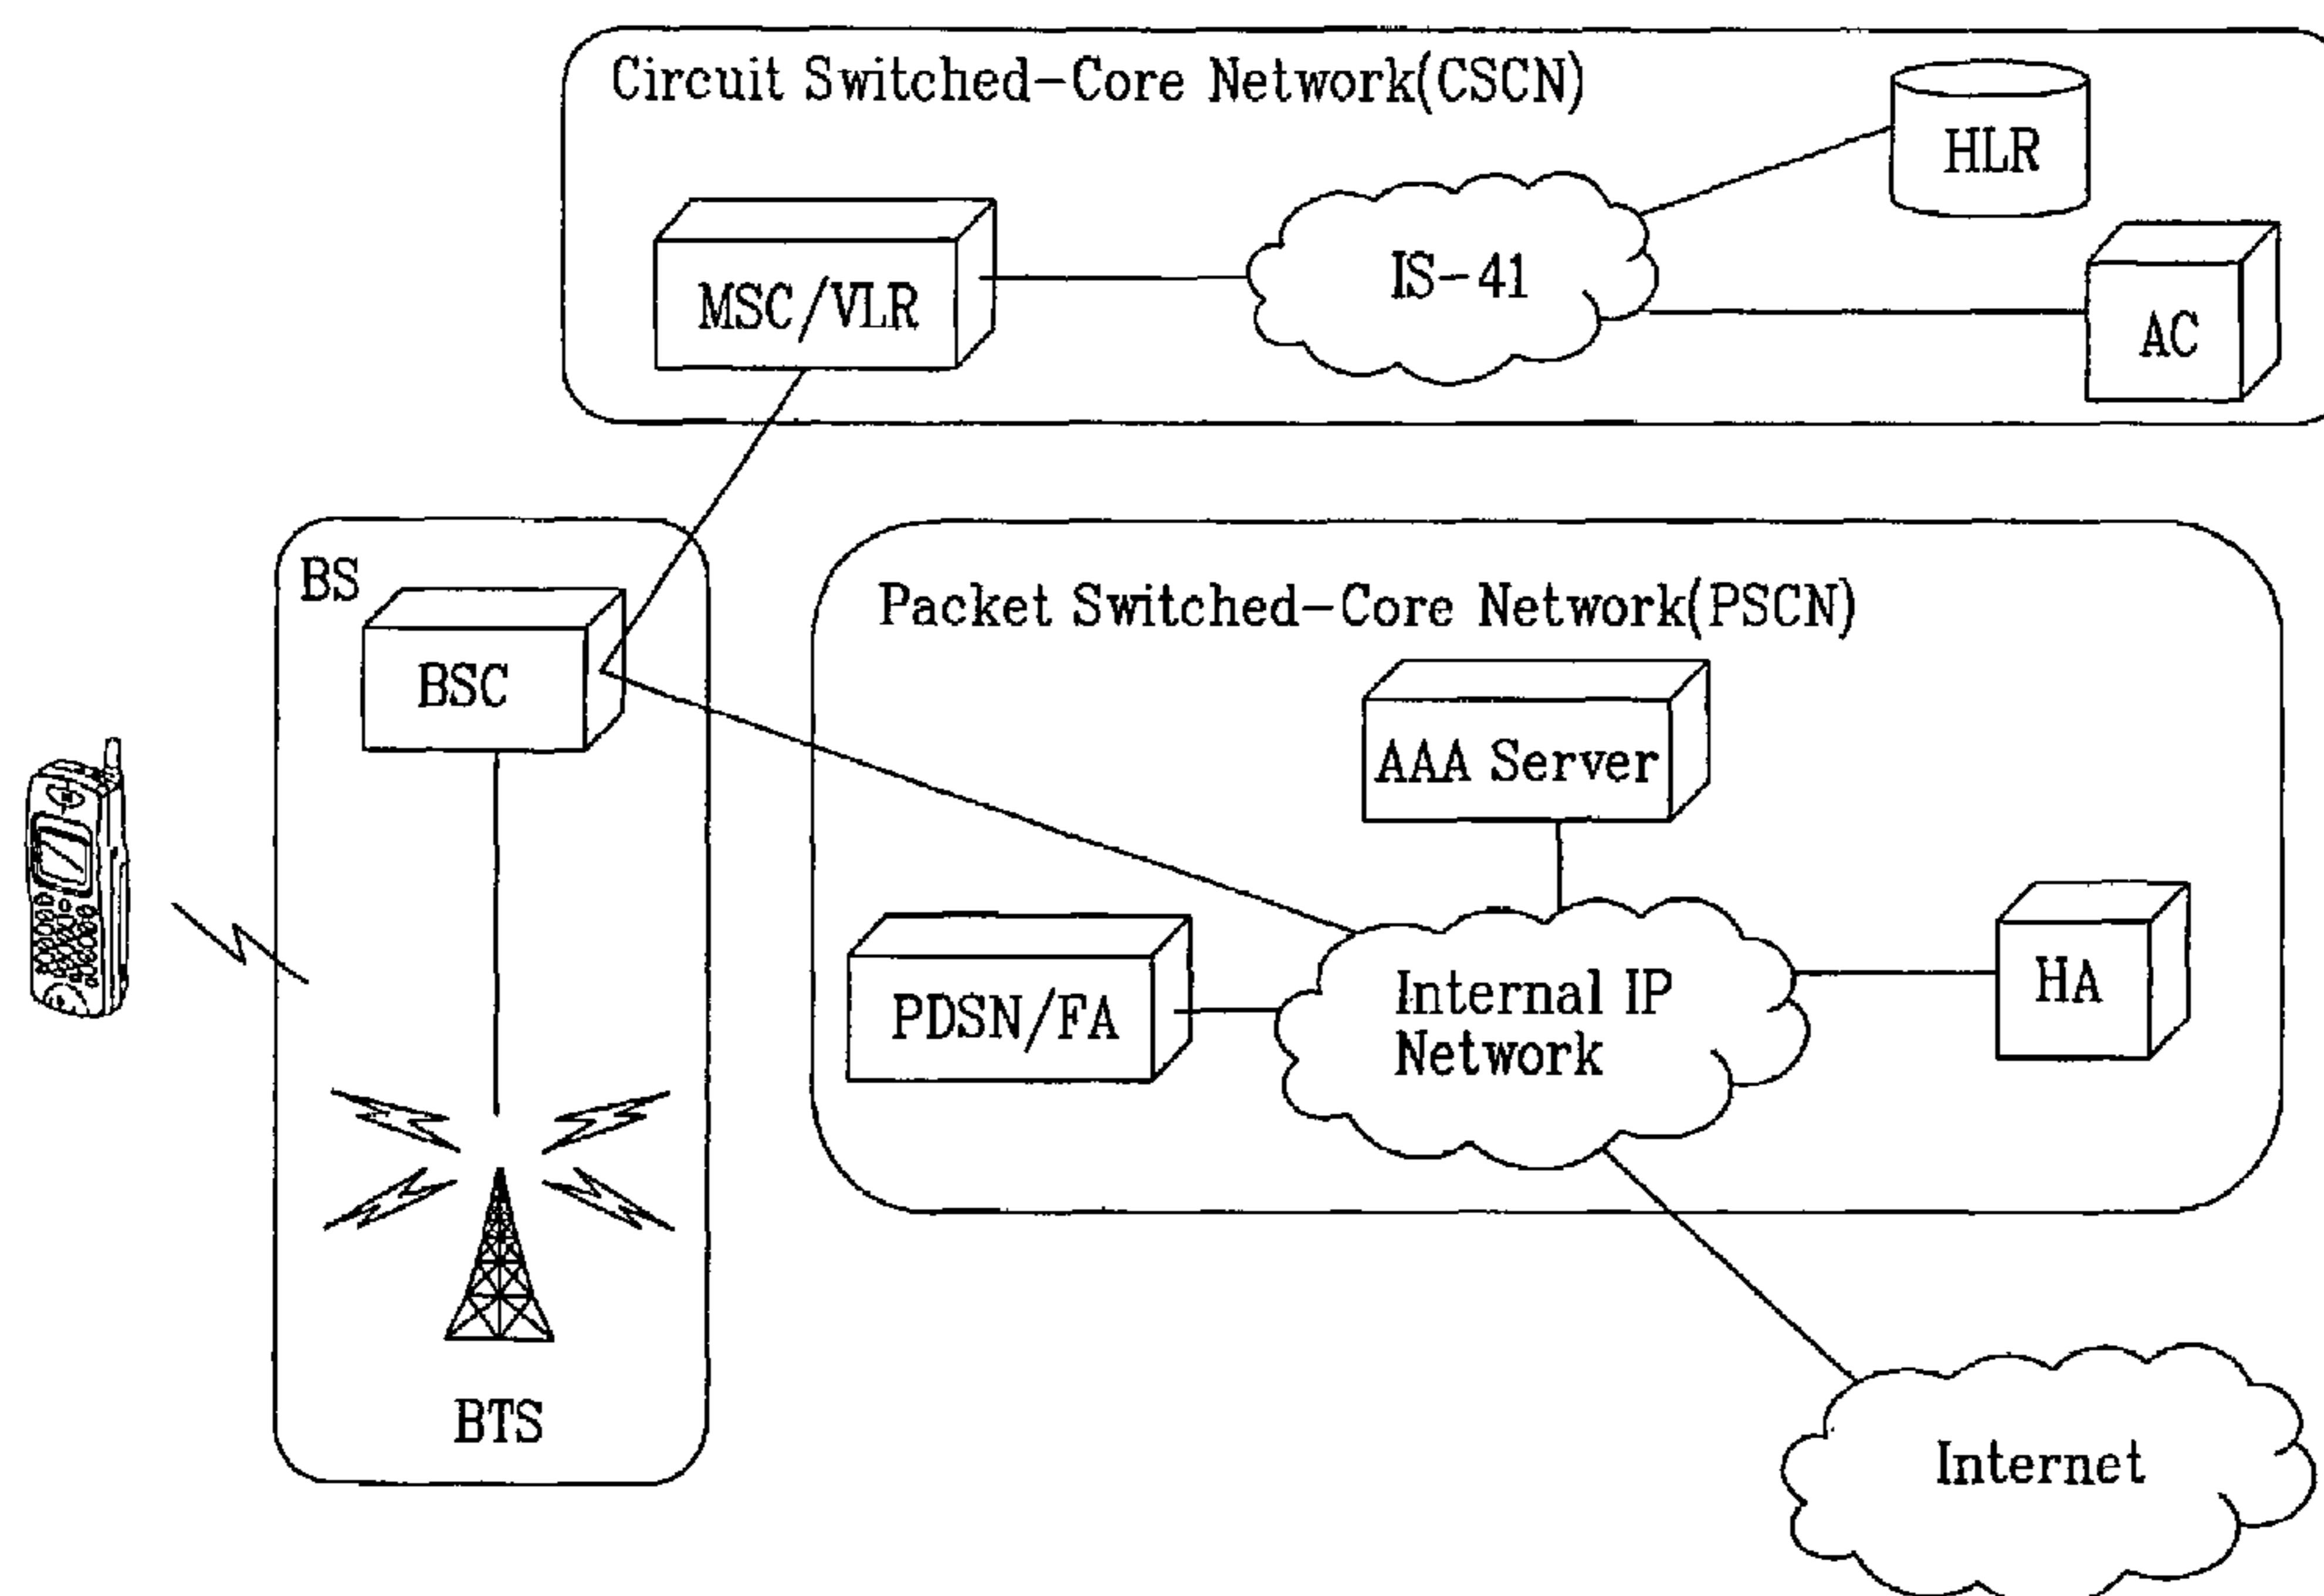 Circuit Switched-Core Network(CSCN)
HLR
MSC/VLR
IS-41
AC
BS
BSC
Packet Switched-Core Network(PSCN)
AAA Server
PDSN/FA
Internal IP
Network
HA
BTS
Internet